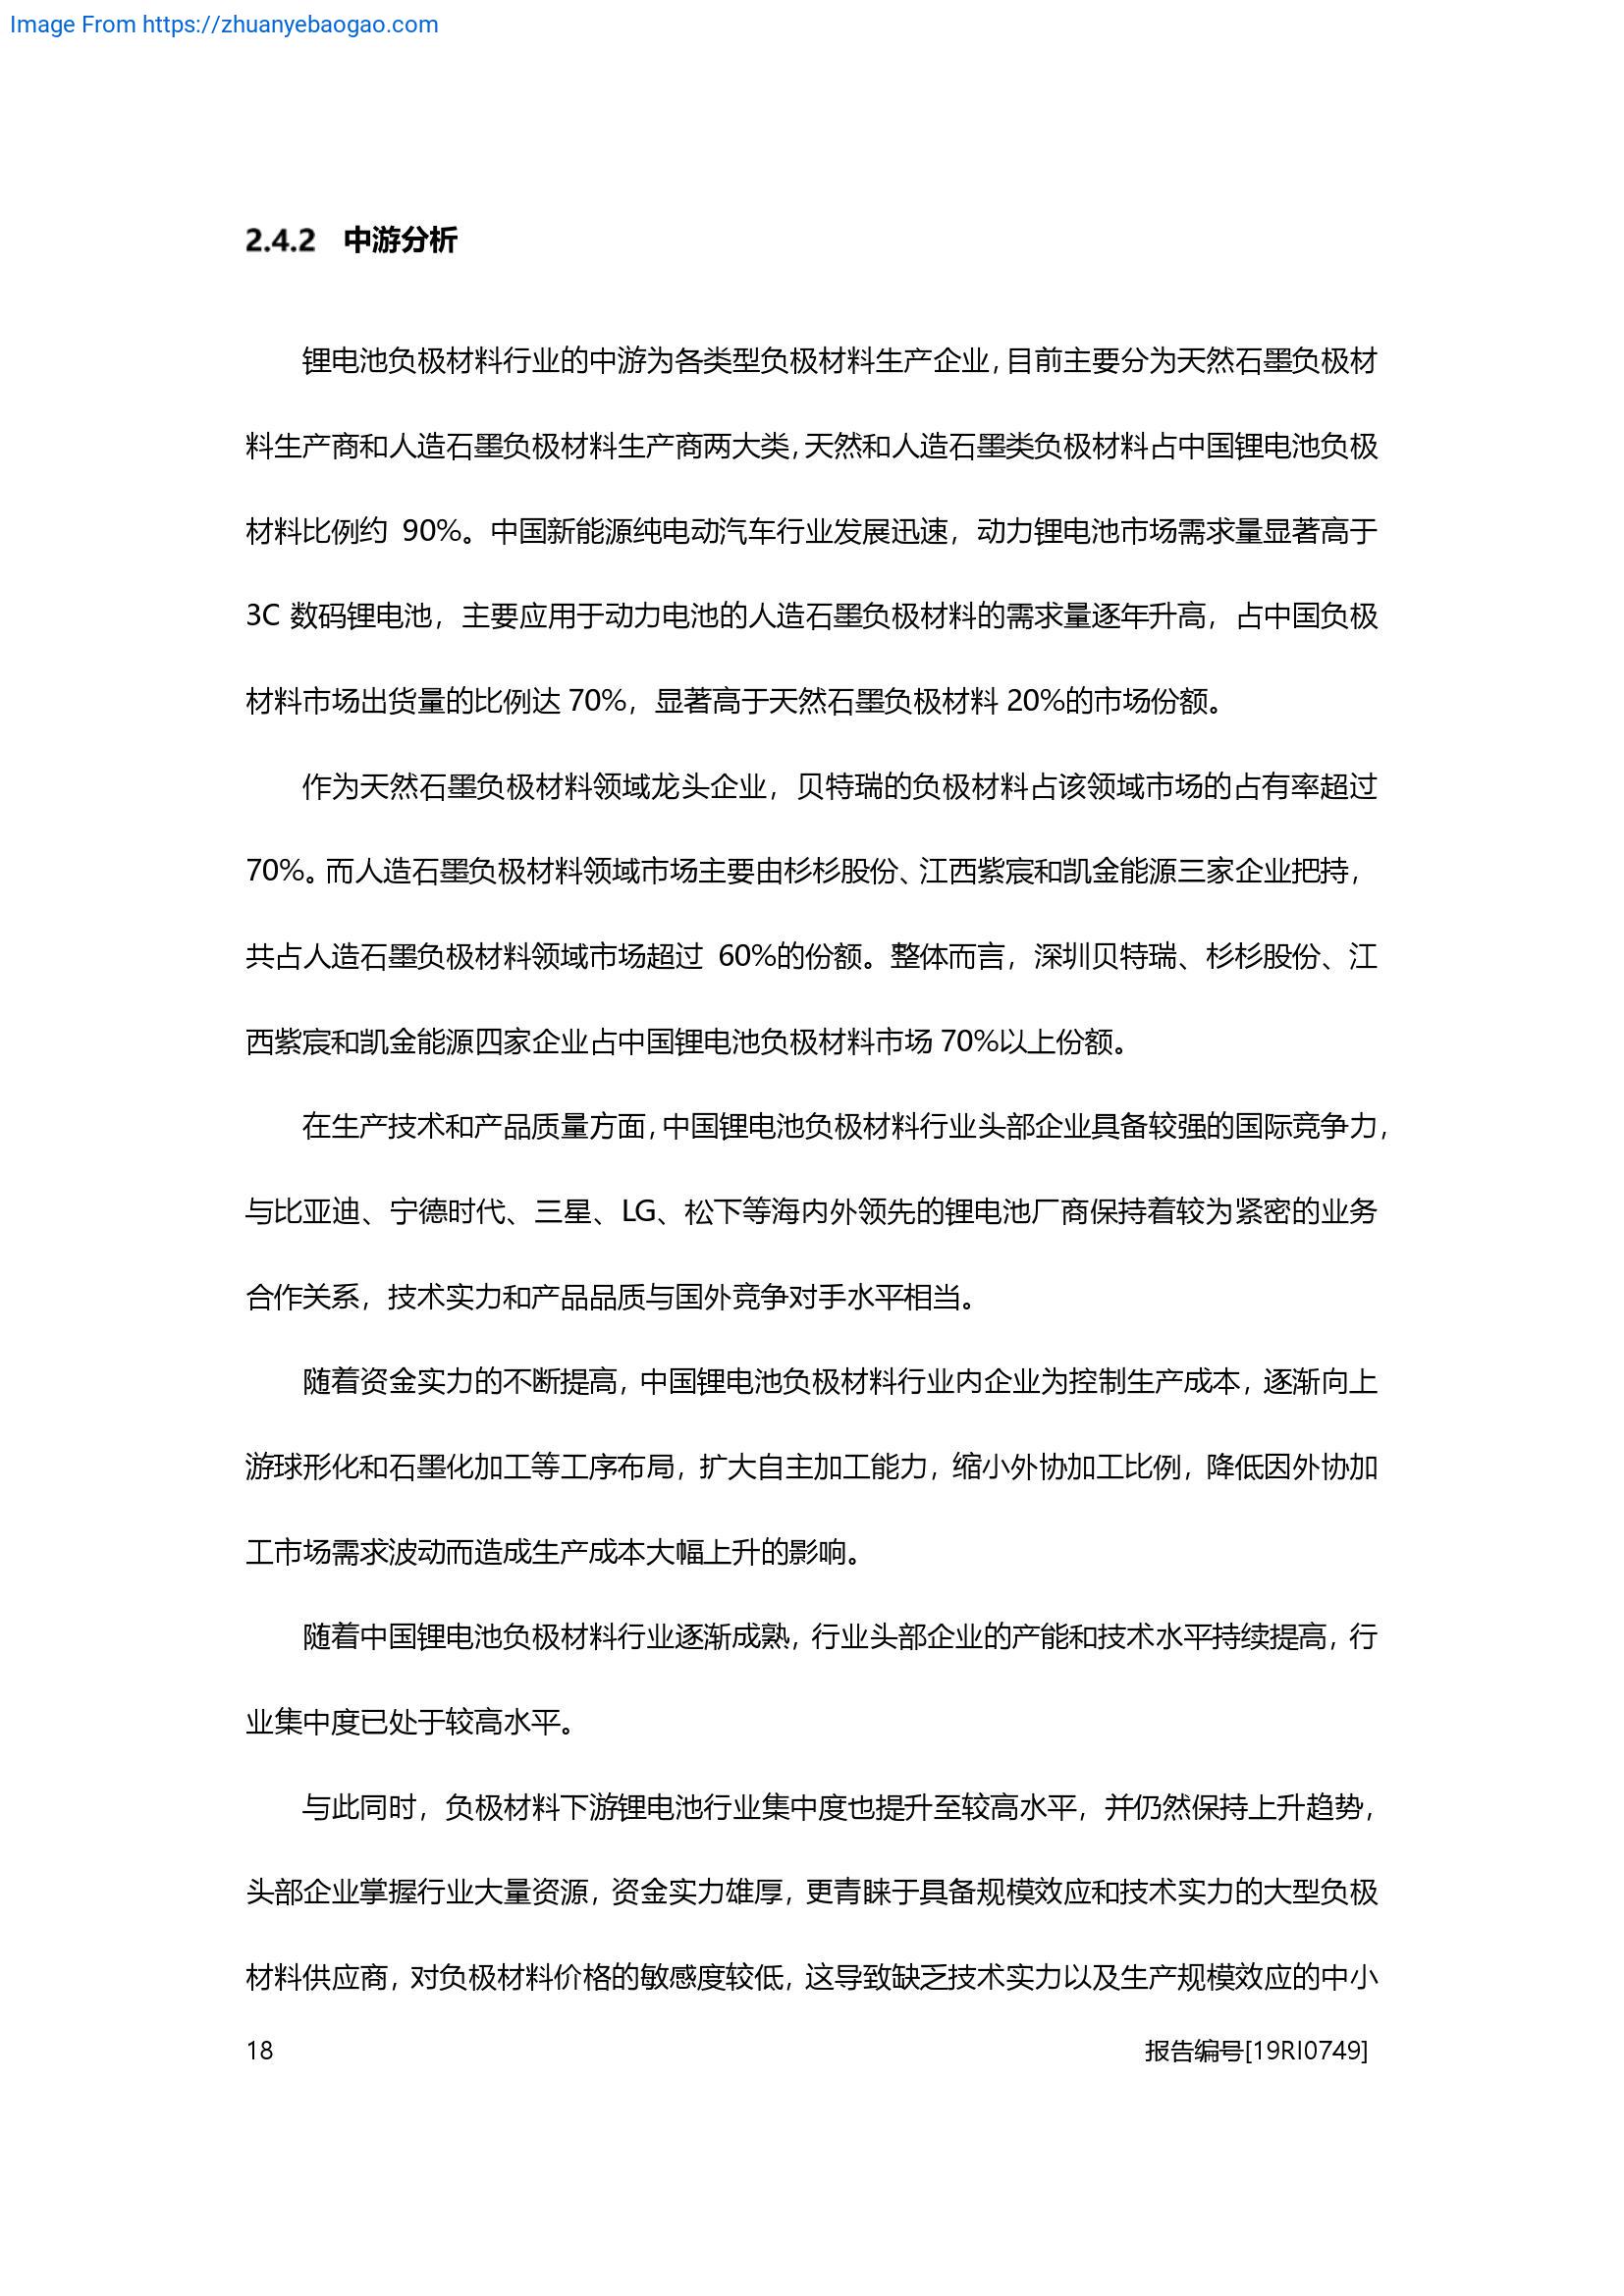 Image From https://zhuanyebaogao.com
2.4.2 中游分析
锂电池负极材料行业的中游为各类型负极材料生产企业，目前主要分为天然石墨负极材
料生产商和人造石墨负极材料生产商两大类，天然和人造石墨类负极材料占中国锂电池负极
材料比例约 90%。中国新能源纯电动汽车行业发展迅速，动力锂电池市场需求量显著高于
3C 数码锂电池，主要应用于动力电池的人造石墨负极材料的需求量逐年升高，占中国负极
材料市场出货量的比例达 70%，显著高于天然石墨负极材料 20%的市场份额。
作为天然石墨负极材料领域龙头企业，贝特瑞的负极材料占该领域市场的占有率超过
70%。而人造石墨负极材料领域市场主要由杉杉股份、江西紫宸和凯金能源三家企业把持，
共占人造石墨负极材料领域市场超过 60%的份额。整体而言，深圳贝特瑞、杉杉股份、江
西紫宸和凯金能源四家企业占中国锂电池负极材料市场 70%以上份额。
在生产技术和产品质量方面，中国锂电池负极材料行业头部企业具备较强的国际竞争力，
与比亚迪、宁德时代、三星、LG、松下等海内外领先的锂电池厂商保持着较为紧密的业务
合作关系，技术实力和产品品质与国外竞争对手水平相当。
随着资金实力的不断提高，中国锂电池负极材料行业内企业为控制生产成本，逐渐向上
游球形化和石墨化加工等工序布局，扩大自主加工能力，缩小外协加工比例，降低因外协加
工市场需求波动而造成生产成本大幅上升的影响。
随着中国锂电池负极材料行业逐渐成熟，行业头部企业的产能和技术水平持续提高，行
业集中度已处于较高水平。
与此同时，负极材料下游锂电池行业集中度也提升至较高水平，并仍然保持上升趋势，
头部企业掌握行业大量资源，资金实力雄厚，更青睐于具备规模效应和技术实力的大型负极
材料供应商，对负极材料价格的敏感度较低，这导致缺乏技术实力以及生产规模效应的中小
18 报告编号[19RI0749]